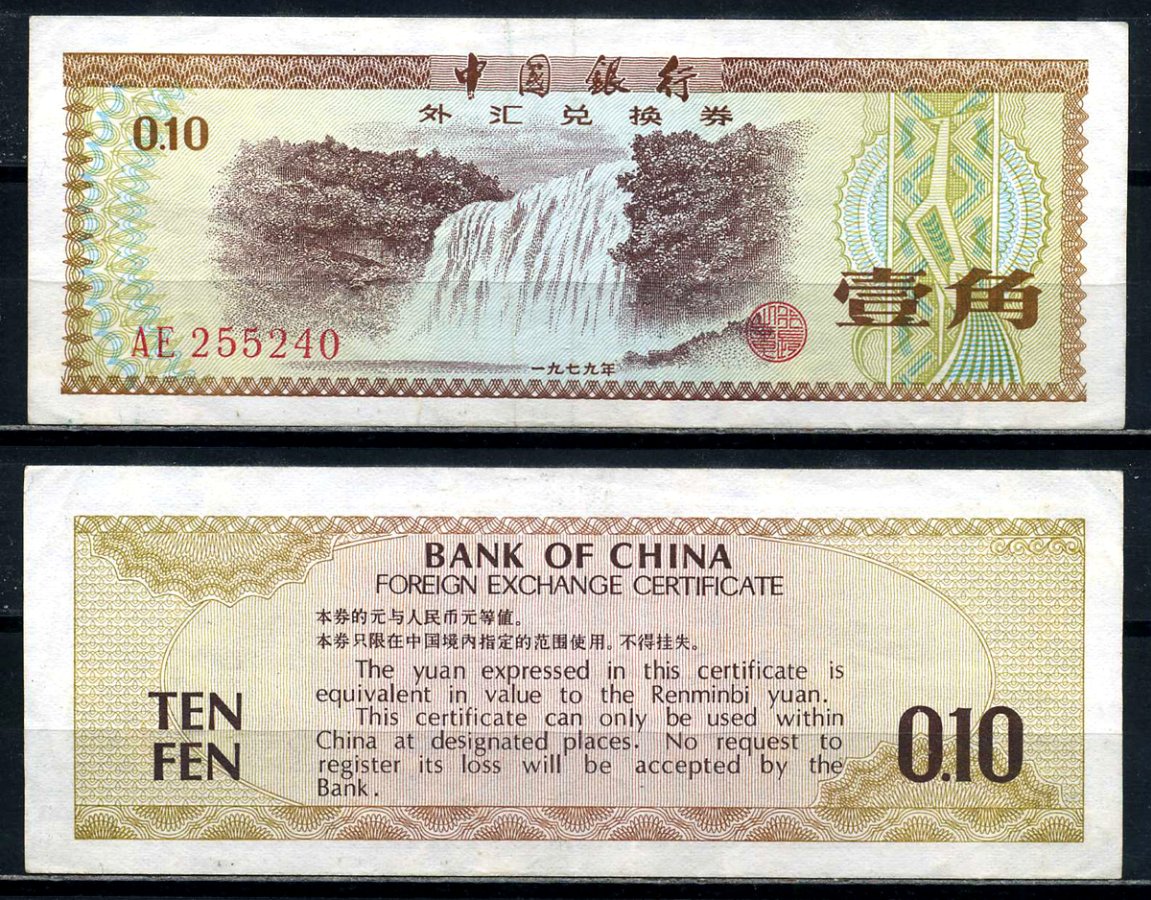 中国银行
外汇兑换券
0.10
壹角
AE 255240
一九七九年
BANK OF CHINA
FOREIGN EXCHANGE CERTIFICATE
本券的元与人民币元等值。
本券只限在中国境内指定的范围使用。不得挂失。
The yuan expressed in this certificate is
equivalent in value to the Renminbi yuan.
This certificate can only be used within
China at designated places. No request to
register its loss will be accepted by the
Bank.
TEN
FEN
0.10